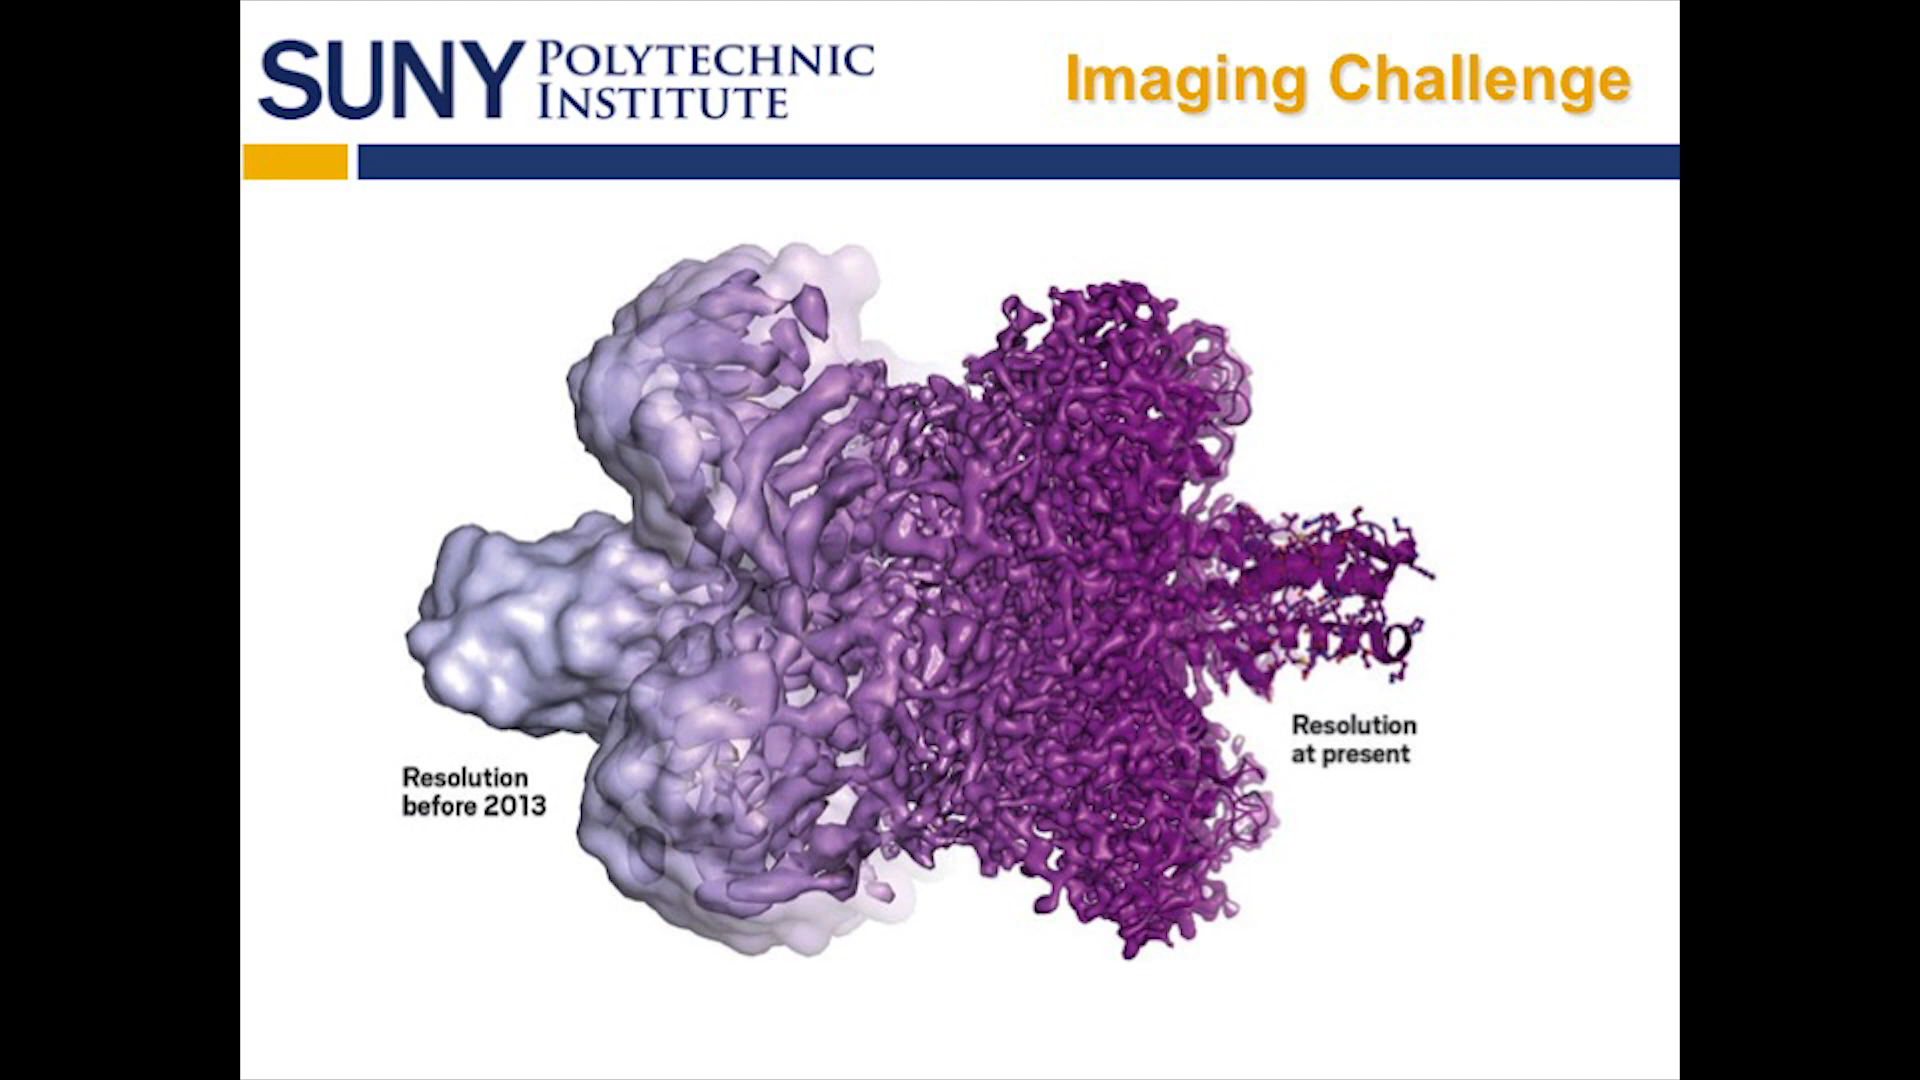 SUNY POLYTECHNIC
INSTITUTE
Imaging Challenge
Resolution
before 2013
Resolution
at present